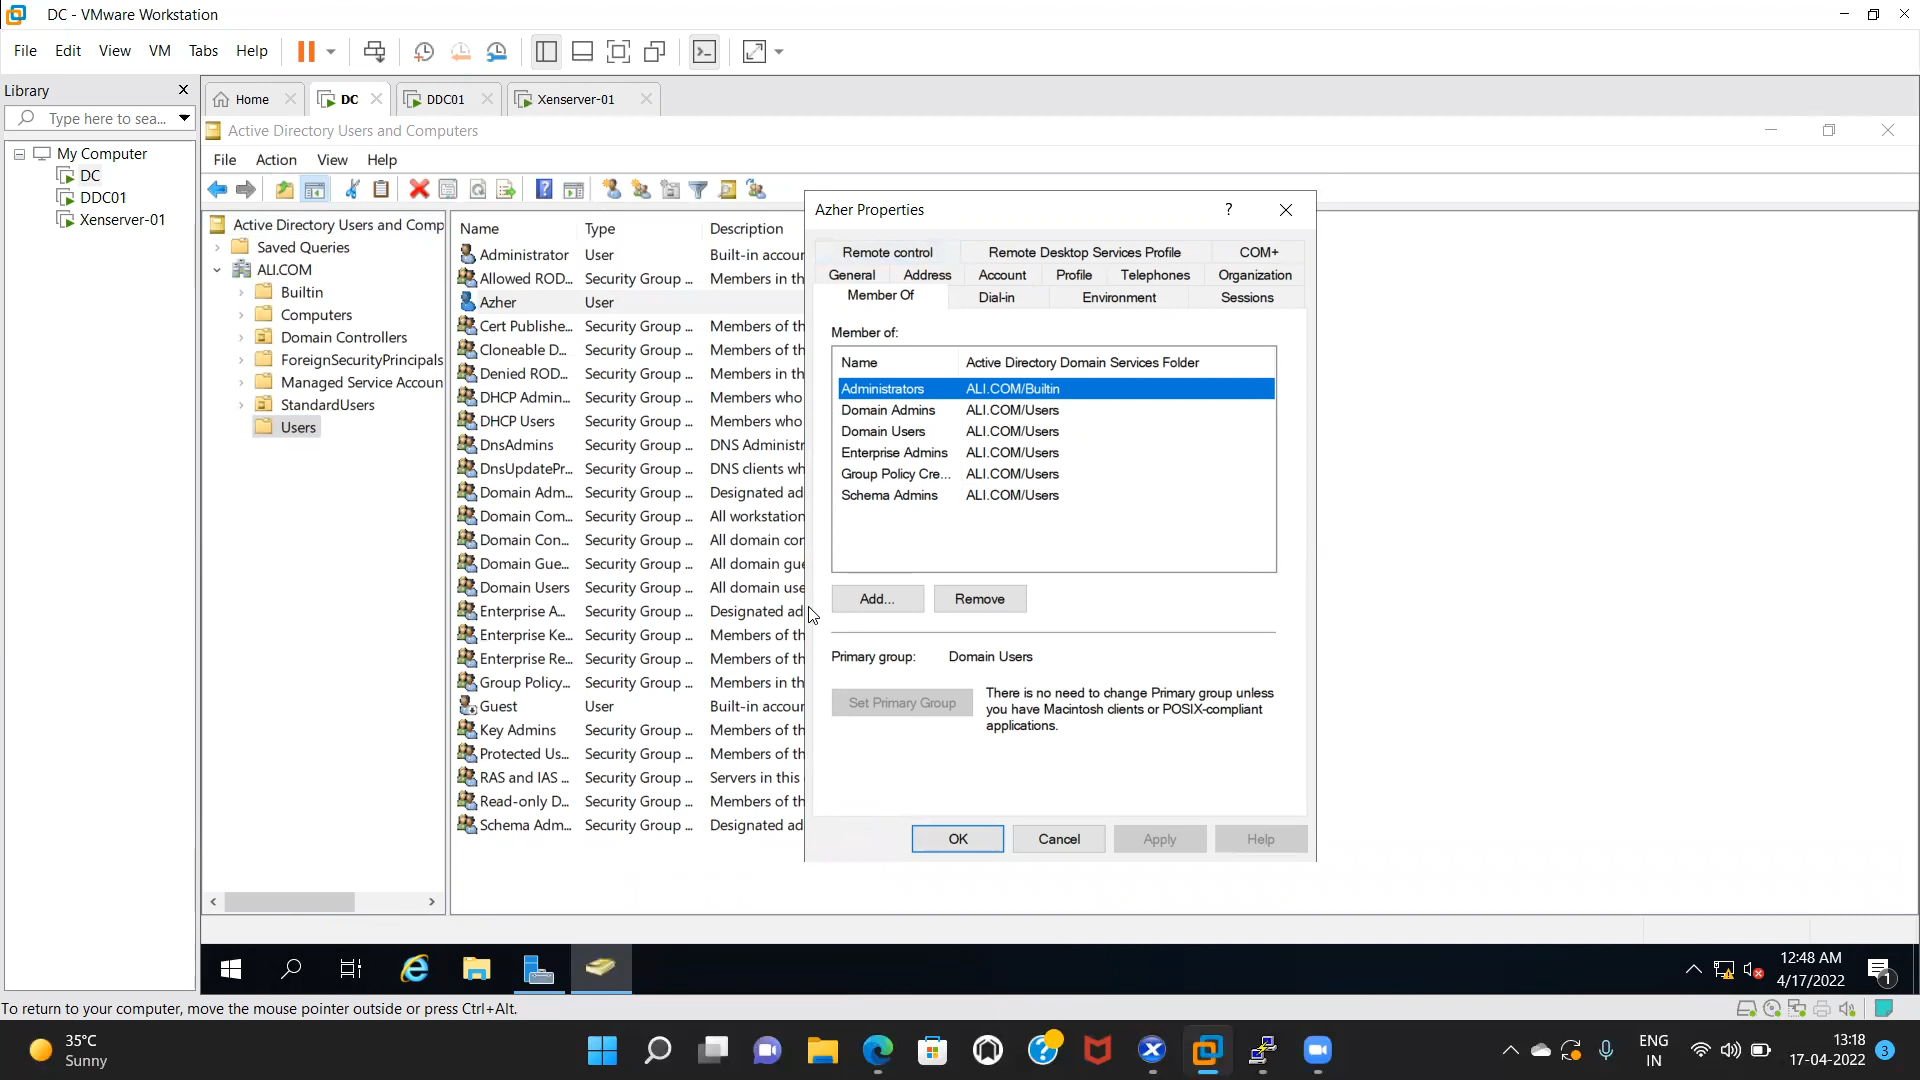 DC - VMware Workstation
File Edit View VM Tabs Help
Library
Type here to sea...
My Computer
DC
DDC01
Xenserver-01
Home
DC
DDC01
Xenserver-01
Active Directory Users and Computers
File Action View Help
Active Directory Users and Comp
Saved Queries
ALI.COM
Builtin
Computers
Domain Controllers
ForeignSecurityPrincipals
Managed Service Accoun
StandardUsers
Users
Name Type Description
Administrator User Built-in accour
Allowed ROD... Security Group ... Members in th
Azher User
Cert Publishe... Security Group ... Members of th
Cloneable D... Security Group ... Members of th
Denied ROD... Security Group ... Members in th
DHCP Admin... Security Group ... Members who
DHCP Users Security Group ... Members who
DnsAdmins Security Group ... DNS Administr
DnsUpdatePr... Security Group ... DNS clients wh
Domain Adm... Security Group ... Designated ad
Domain Com... Security Group ... All workstation
Domain Con... Security Group ... All domain cor
Domain Gue... Security Group ... All domain gue
Domain Users Security Group ... All domain use
Enterprise A... Security Group ... Designated ad
Enterprise Ke... Security Group ... Members of th
Enterprise Re... Security Group ... Members of th
Group Policy... Security Group ... Members in th
Guest User Built-in accour
Key Admins Security Group ... Members of th
Protected Us... Security Group ... Members of th
RAS and IAS ... Security Group ... Servers in this
Read-only D... Security Group ... Members of th
Schema Adm... Security Group ... Designated ad
Azher Properties
Remote control Remote Desktop Services Profile COM+
General Address Account Profile Telephones Organization
Member Of Dial-in Environment Sessions
Member of:
Name Active Directory Domain Services Folder
Administrators ALI.COM/Builtin
Domain Admins ALI.COM/Users
Domain Users ALI.COM/Users
Enterprise Admins ALI.COM/Users
Group Policy Cre... ALI.COM/Users
Schema Admins ALI.COM/Users
Add... Remove
Primary group: Domain Users
Set Primary Group
There is no need to change Primary group unless
you have Macintosh clients or POSIX-compliant
applications.
OK Cancel Apply Help
12:48 AM
4/17/2022
1
To return to your computer, move the mouse pointer outside or press Ctrl+Alt.
35°C
Sunny
ENG
IN
13:18
17-04-2022
3